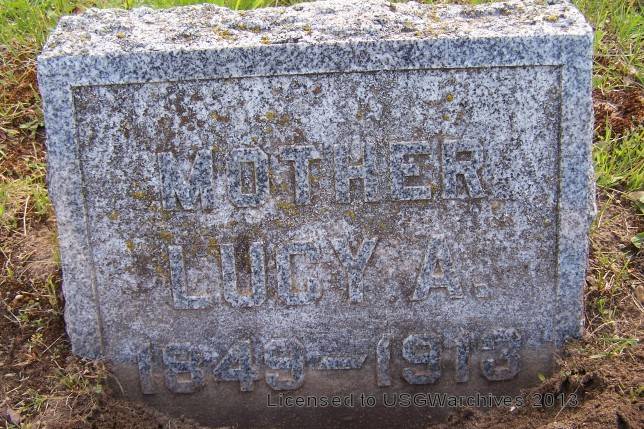 MOTHER
LUCY A.
1849–1913
Licensed to USGWarchives 2013